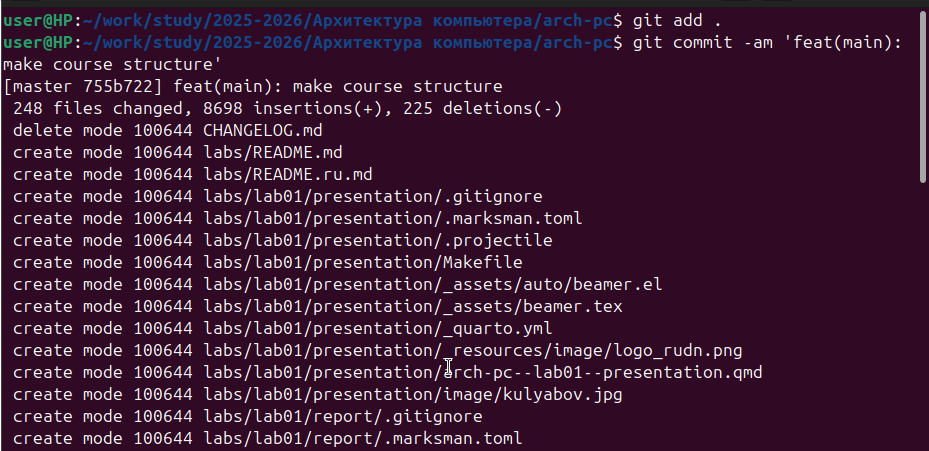 user@HP:~/work/study/2025-2026/Архитектура компьютера/arch-pc$ git add .
user@HP:~/work/study/2025-2026/Архитектура компьютера/arch-pc$ git commit -am 'feat(main):
make course structure'
[master 755b722] feat(main): make course structure
 248 files changed, 8698 insertions(+), 225 deletions(-)
 delete mode 100644 CHANGELOG.md
 create mode 100644 labs/README.md
 create mode 100644 labs/README.ru.md
 create mode 100644 labs/lab01/presentation/.gitignore
 create mode 100644 labs/lab01/presentation/.marksman.toml
 create mode 100644 labs/lab01/presentation/.projectile
 create mode 100644 labs/lab01/presentation/Makefile
 create mode 100644 labs/lab01/presentation/_assets/auto/beamer.el
 create mode 100644 labs/lab01/presentation/_assets/beamer.tex
 create mode 100644 labs/lab01/presentation/_quarto.yml
 create mode 100644 labs/lab01/presentation/_resources/image/logo_rudn.png
 create mode 100644 labs/lab01/presentation/arch-pc--lab01--presentation.qmd
 create mode 100644 labs/lab01/presentation/image/kulyabov.jpg
 create mode 100644 labs/lab01/report/.gitignore
 create mode 100644 labs/lab01/report/.marksman.toml